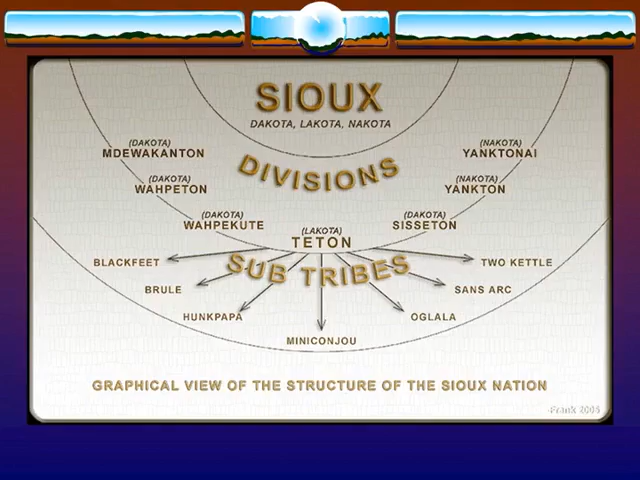 SIOUX
DAKOTA, LAKOTA, NAKOTA
DIVISIONS
(DAKOTA)
MDEWAKANTON
(NAKOTA)
YANKTONAI
(DAKOTA)
WAHPETON
(NAKOTA)
YANKTON
(DAKOTA)
WAHPEKUTE
(DAKOTA)
SISSETON
(LAKOTA)
TETON
SUB TRIBES
BLACKFEET
TWO KETTLE
BRULE
SANS ARC
HUNKPAPA
OGLALA
MINICONJOU
GRAPHICAL VIEW OF THE STRUCTURE OF THE SIOUX NATION
-Frank 2005